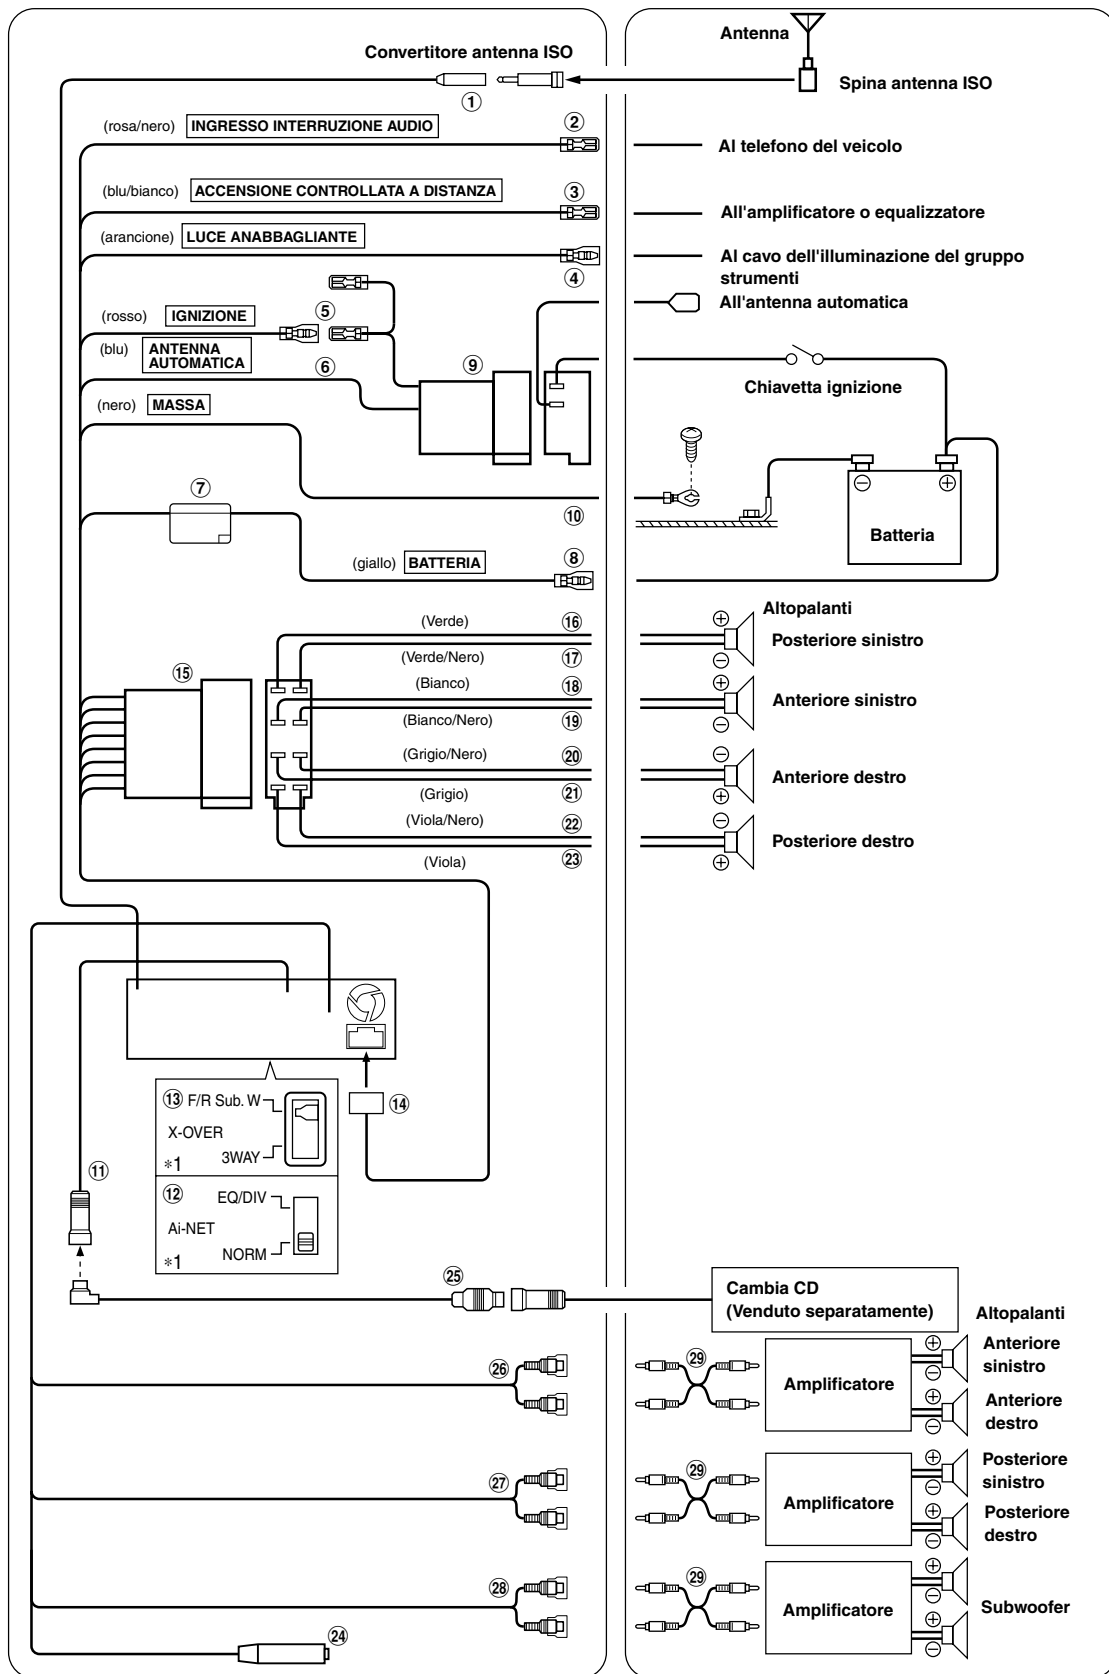 Antenna
Convertitore antenna ISO
Spina antenna ISO
①
(rosa/nero) INGRESSO INTERRUZIONE AUDIO ②
Al telefono del veicolo
(blu/bianco) ACCENSIONE CONTROLLATA A DISTANZA ③
All'amplificatore o equalizzatore
(arancione) LUCE ANABBAGLIANTE
④
Al cavo dell'illuminazione del gruppo
strumenti
All'antenna automatica
(rosso) IGNIZIONE ⑤
(blu) ANTENNA
AUTOMATICA
⑥ ⑨
Chiavetta ignizione
(nero) MASSA
⊖ ⊕
Batteria
⑦ ⑩
(giallo) BATTERIA ⑧
Altopalanti
(Verde) ⑯ ⊕
Posteriore sinistro
(Verde/Nero) ⑰ ⊖
⑮
(Bianco) ⑱ ⊕
Anteriore sinistro
(Bianco/Nero) ⑲ ⊖
(Grigio/Nero) ⑳ ⊖
Anteriore destro
(Grigio) ㉑ ⊕
(Viola/Nero) ㉒ ⊖
Posteriore destro
(Viola) ㉓ ⊕
⑬ F/R Sub. W
X-OVER
3WAY
*1
⑭
⑪
⑫ EQ/DIV
Ai-NET
NORM
*1
㉕
Cambia CD
(Venduto separatamente)
Altopalanti
㉖ ㉙
Amplificatore
⊕
⊖
Anteriore
sinistro
⊕
⊖
Anteriore
destro
㉗ ㉙
Amplificatore
⊕
⊖
Posteriore
sinistro
⊕
⊖
Posteriore
destro
㉘ ㉙
Amplificatore
⊕
⊖
Subwoofer
⊕
⊖
㉔